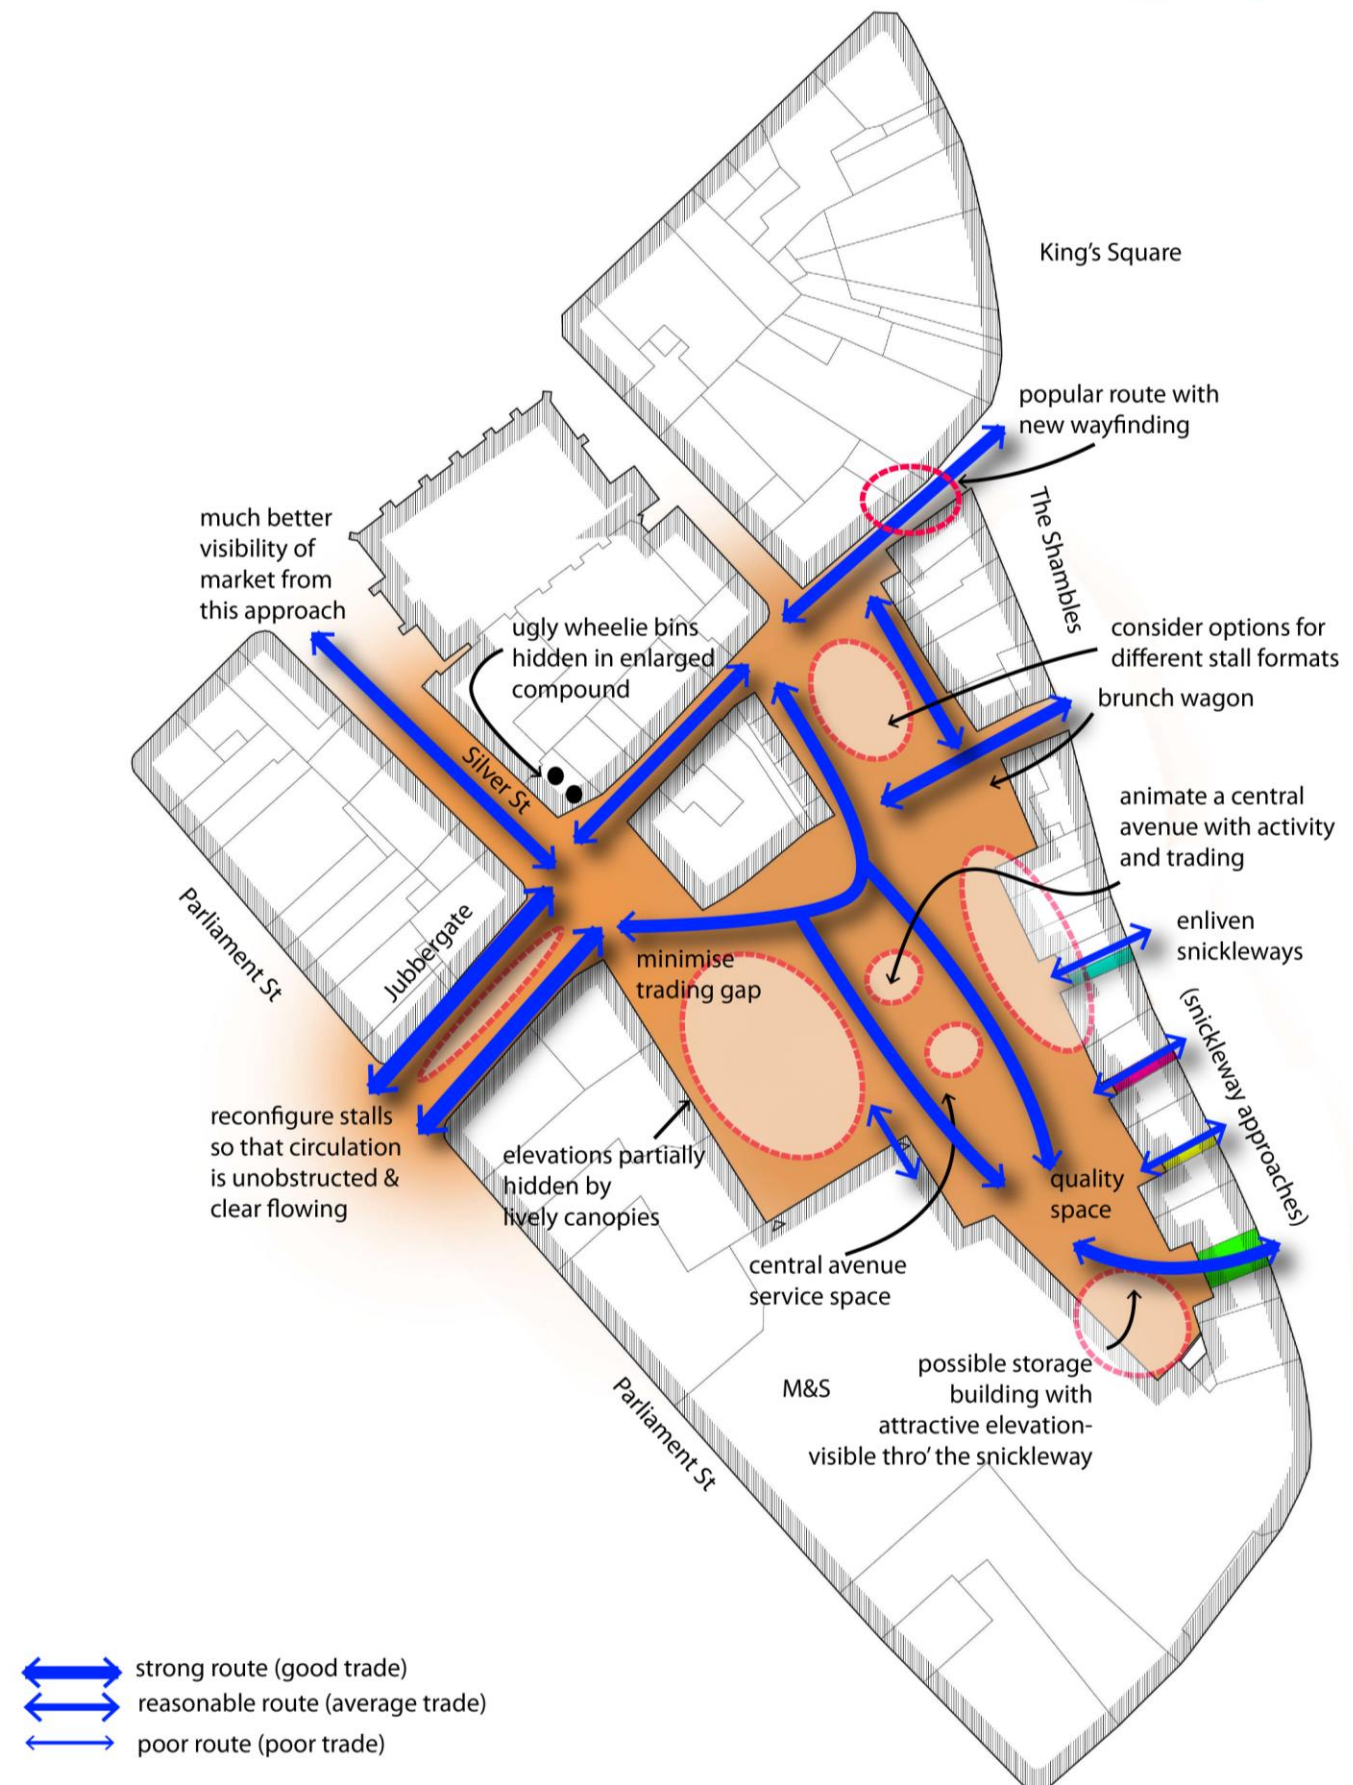 King's Square
popular route with
new wayfinding
The Shambles
much better
visibility of
market from
this approach
ugly wheelie bins
hidden in enlarged
compound
consider options for
different stall formats
brunch wagon
Silver St
animate a central
avenue with activity
and trading
Parliament St
Jubbergate
enliven
snickleways
minimise
trading gap
(snickleway approaches)
reconfigure stalls
so that circulation
is unobstructed &
clear flowing
elevations partially
hidden by
lively canopies
quality
space
central avenue
service space
possible storage
building with
attractive elevation-
visible thro' the snickleway
M&S
Parliament St
strong route (good trade)
reasonable route (average trade)
poor route (poor trade)